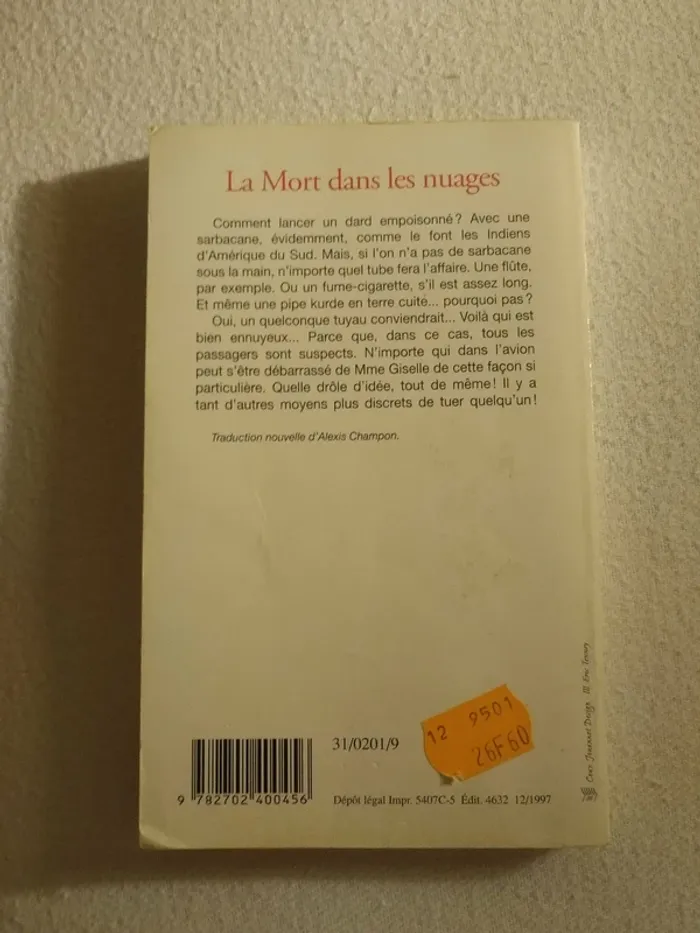 La Mort dans les nuages
Comment lancer un dard empoisonné? Avec une
sarbacane, évidemment, comme le font les Indiens
d'Amérique du Sud. Mais, si l'on n'a pas de sarbacane
sous la main, n'importe quel tube fera l'affaire. Une flûte,
par exemple. Ou un fume-cigarette, s'il est assez long.
Et même une pipe kurde en terre cuite... pourquoi pas?
Oui, un quelconque tuyau conviendrait... Voilà qui est
bien ennuyeux... Parce que, dans ce cas, tous les
passagers sont suspects. N'importe qui dans l'avion
peut s'être débarrassé de Mme Giselle de cette façon si
particulière. Quelle drôle d'idée, tout de même! Il y a
tant d'autres moyens plus discrets de tuer quelqu'un!
Traduction nouvelle d'Alexis Champon.
31/0201/9
12 9501
26F60
9 782702 400456
Dépôt légal Impr. 5407C-5 Édit. 4632 12/1997
Design Ill. Eric